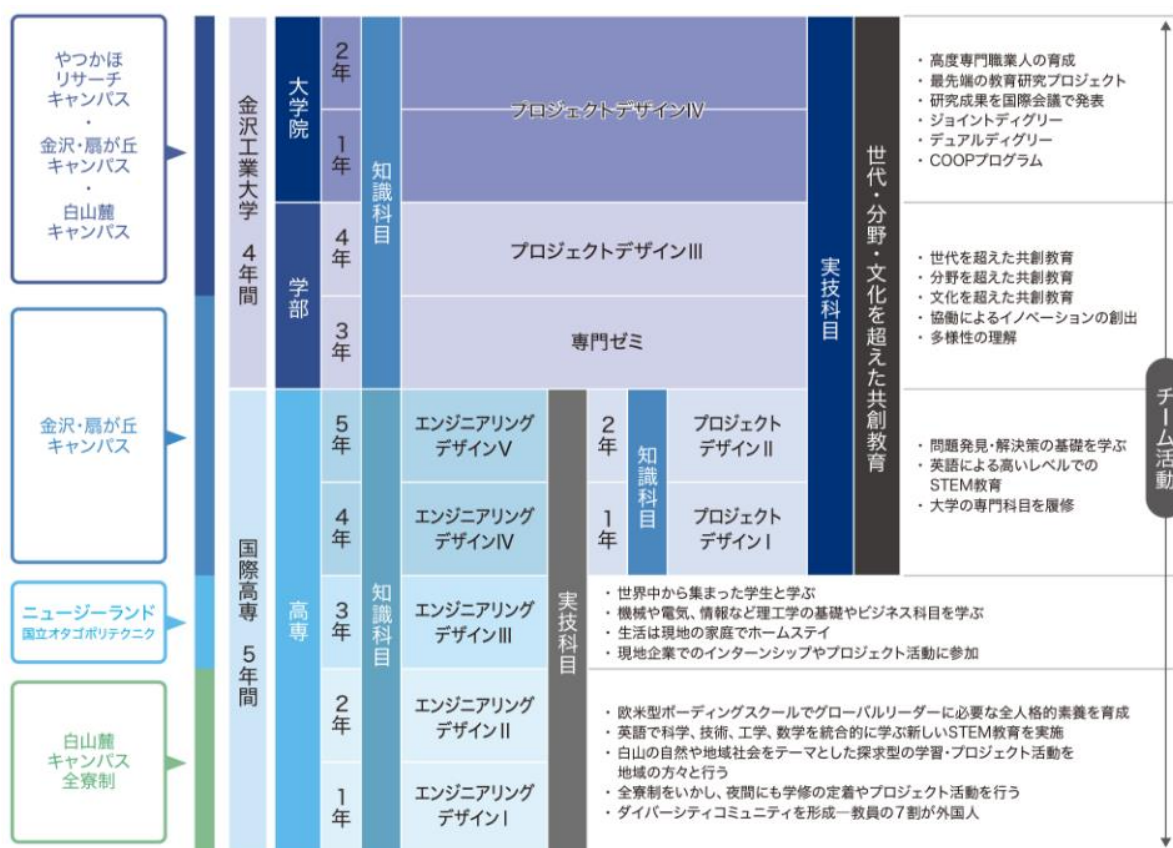 やつかほ
リサーチ
キャンパス
・
金沢・扇が丘
キャンパス
・
白山麓
キャンパス
金沢・扇が丘
キャンパス
ニュージーランド
国立オタゴポリテクニク
白山麓
キャンパス
全寮制
金沢工業大学 4年間
国際高専 5年間
大学院
学部
高専
2年
1年
4年
3年
5年
4年
3年
2年
1年
知識科目
知識科目
プロジェクトデザインⅣ
プロジェクトデザインⅢ
専門ゼミ
エンジニアリング
デザインⅤ
エンジニアリング
デザインⅣ
エンジニアリング
デザインⅢ
エンジニアリング
デザインⅡ
エンジニアリング
デザインⅠ
実技科目
2年
1年
知識科目
プロジェクト
デザインⅡ
プロジェクト
デザインⅠ
実技科目
世代・分野・文化を超えた共創教育
・高度専門職業人の育成
・最先端の教育研究プロジェクト
・研究成果を国際会議で発表
・ジョイントディグリー
・デュアルディグリー
・COOPプログラム
・世代を超えた共創教育
・分野を超えた共創教育
・文化を超えた共創教育
・協働によるイノベーションの創出
・多様性の理解
・問題発見・解決策の基礎を学ぶ
・英語による高いレベルでの
STEM教育
・大学の専門科目を履修
・世界中から集まった学生と学ぶ
・機械や電気、情報など理工学の基礎やビジネス科目を学ぶ
・生活は現地の家庭でホームステイ
・現地企業でのインターンシップやプロジェクト活動に参加
・欧米型ボーディングスクールでグローバルリーダーに必要な全人格的素養を育成
・英語で科学、技術、工学、数学を統合的に学ぶ新しいSTEM教育を実施
・白山の自然や地域社会をテーマとした探求型の学習・プロジェクト活動を
地域の方々と行う
・全寮制をいかし、夜間にも学修の定着やプロジェクト活動を行う
・ダイバーシティコミュニティを形成―教員の7割が外国人
チーム活動